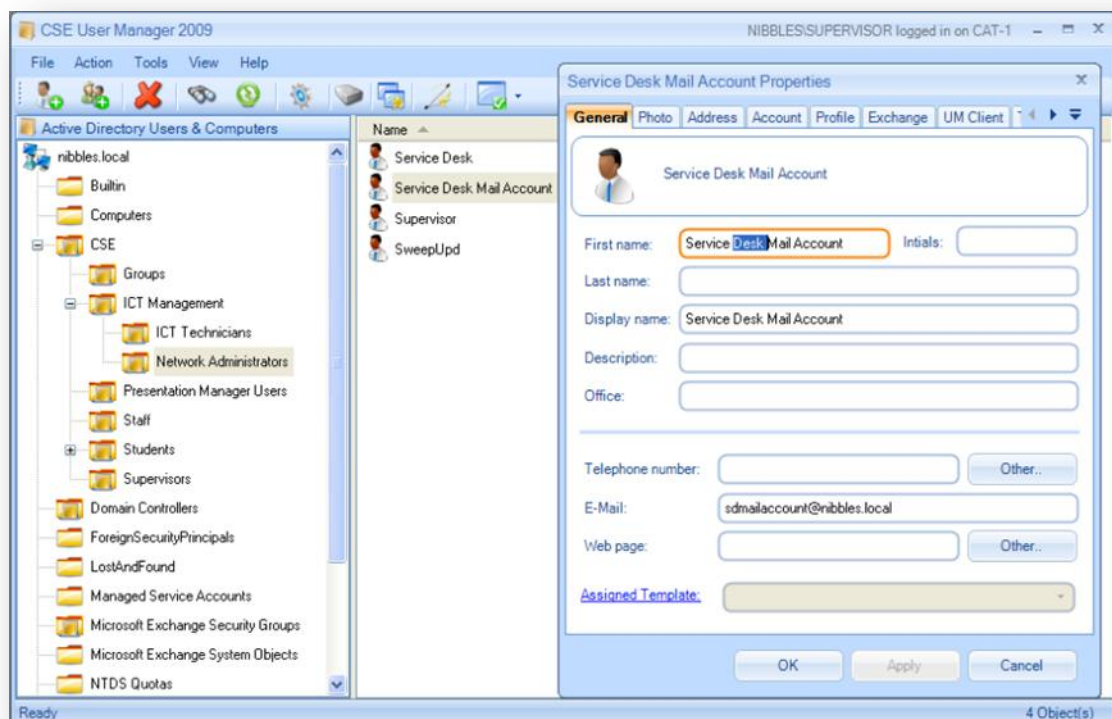 CSE User Manager 2009
NIBBLES\SUPERVISOR logged in on CAT-1
File Action Tools View Help
Active Directory Users & Computers
nibbles.local
Builtin
Computers
CSE
Groups
ICT Management
ICT Technicians
Network Administrators
Presentation Manager Users
Staff
Students
Supervisors
Domain Controllers
ForeignSecurityPrincipals
LostAndFound
Managed Service Accounts
Microsoft Exchange Security Groups
Microsoft Exchange System Objects
NTDS Quotas
Name
Service Desk
Service Desk Mail Account
Supervisor
SweepUpd
Service Desk Mail Account Properties
General Photo Address Account Profile Exchange UM Client
Service Desk Mail Account
First name: Service Desk Mail Account Intials:
Last name:
Display name: Service Desk Mail Account
Description:
Office:
Telephone number: Other..
E-Mail: sdmailaccount@nibbles.local
Web page: Other..
Assigned Template:
OK Apply Cancel
Ready
4 Object(s)